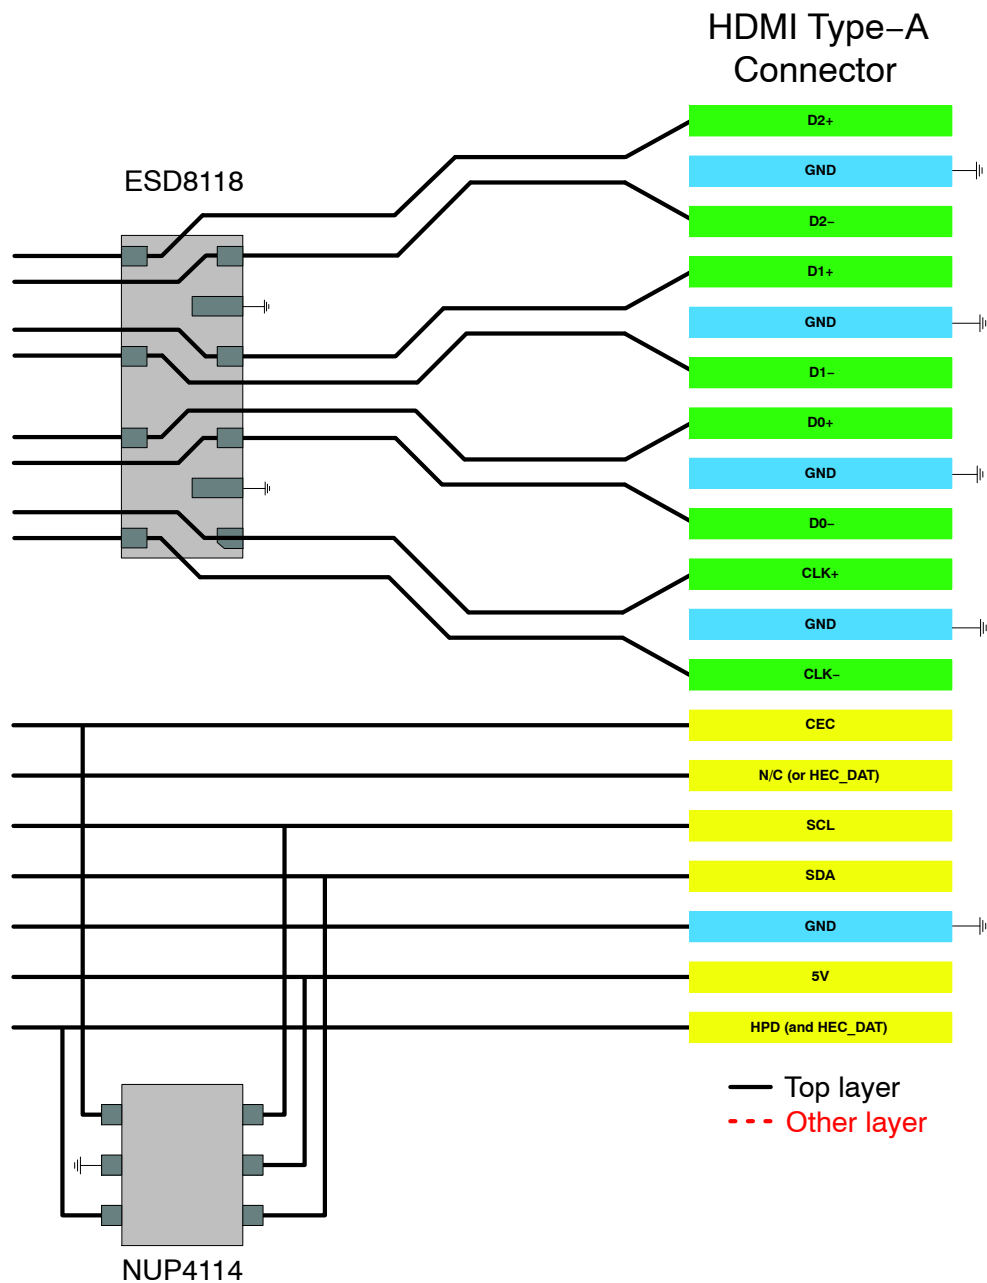 HDMI Type−A
Connector
D2+
GND
ESD8118
D2−
D1+
GND
D1−
D0+
GND
D0−
CLK+
GND
CLK−
CEC
N/C (or HEC_DAT)
SCL
SDA
GND
5V
HPD (and HEC_DAT)
Top layer
Other layer
NUP4114